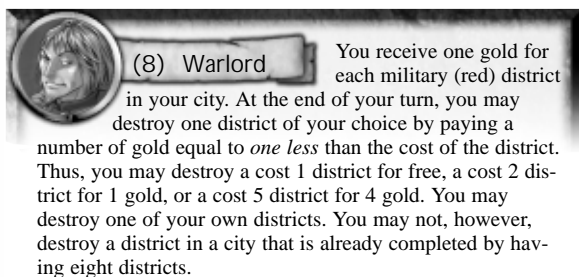 (8) Warlord
You receive one gold for
each military (red) district
in your city. At the end of your turn, you may
destroy one district of your choice by paying a
number of gold equal to one less than the cost of the district.
Thus, you may destroy a cost 1 district for free, a cost 2 dis-
trict for 1 gold, or a cost 5 district for 4 gold. You may
destroy one of your own districts. You may not, however,
destroy a district in a city that is already completed by hav-
ing eight districts.